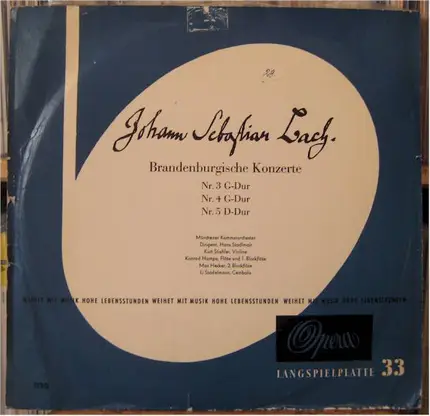 Johann Sebastian Bach.
Brandenburgische Konzerte
Nr. 3 G-Dur
Nr. 4 G-Dur
Nr. 5 D-Dur
Münchener Kammerorchester
Dirigent: Hans Stadlmair
Kurt Stiehler, Violine
Konrad Hampe, Flöte und 1. Blockflöte
Max Hecker, 2. Blockflöte
Li Stadelmann, Cembalo
WEIHET MIT MUSIK HOHE LEBENSSTUNDEN WEIHET MIT MUSIK HOHE LEBENSSTUNDEN WEIHET MIT MUSIK HOHE LEBENSSTUNDEN
Opera
LANGSPIELPLATTE 33